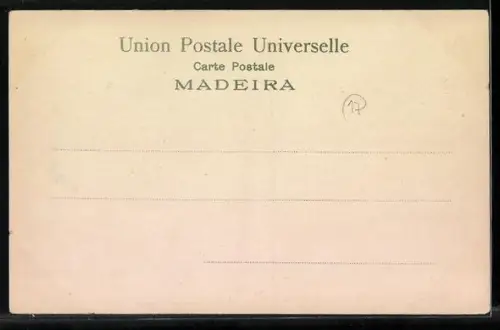 Union Postale Universelle
Carte Postale
MADEIRA
17